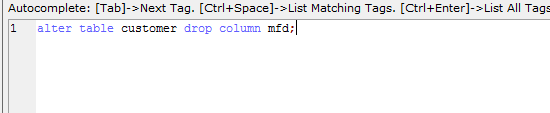 Autocomplete: [Tab]->Next Tag. [Ctrl+Space]->List Matching Tags. [Ctrl+Enter]->List All Tags
1 alter table customer drop column mfd;